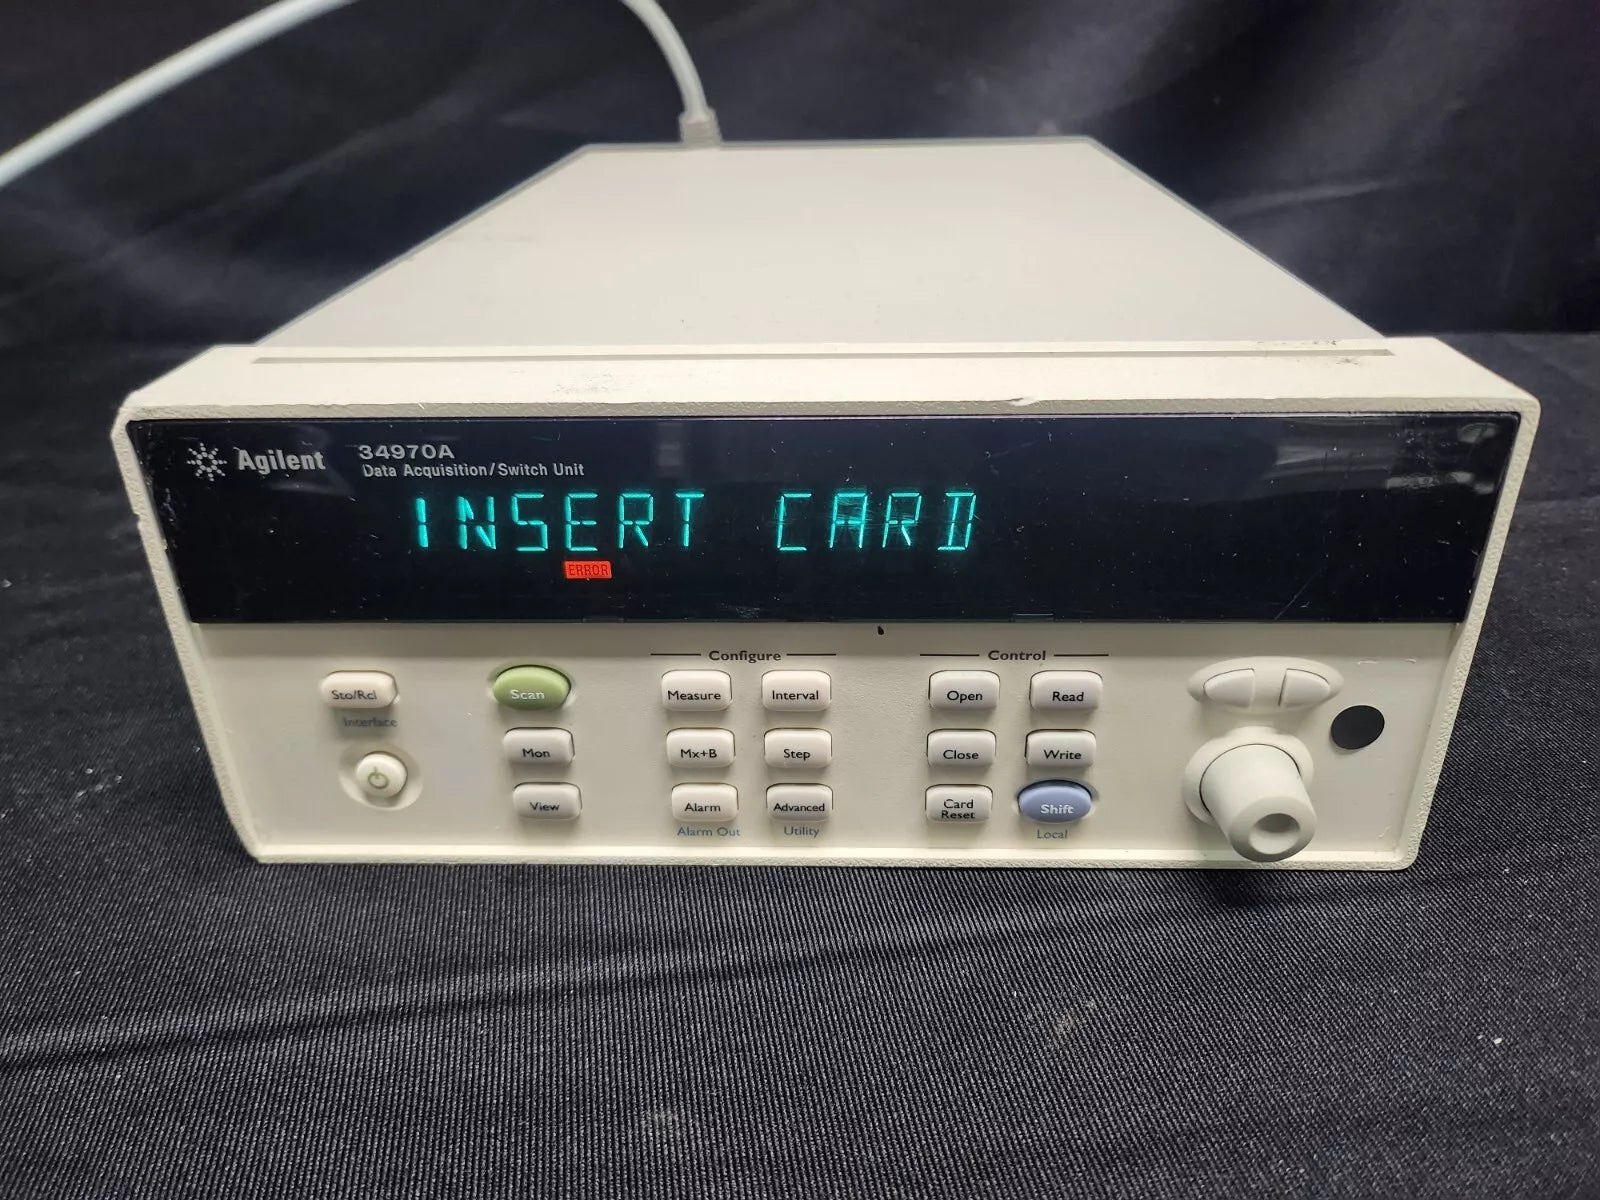 Agilent 34970A
Data Acquisition/Switch Unit
INSERT CARD
ERROR
Configure
Control
Sto/Rcl
Scan
Measure
Interval
Open
Read
Interface
Mon
Mx+B
Step
Close
Write
View
Alarm
Advanced
Card
Reset
Shift
Alarm Out
Utility
Local